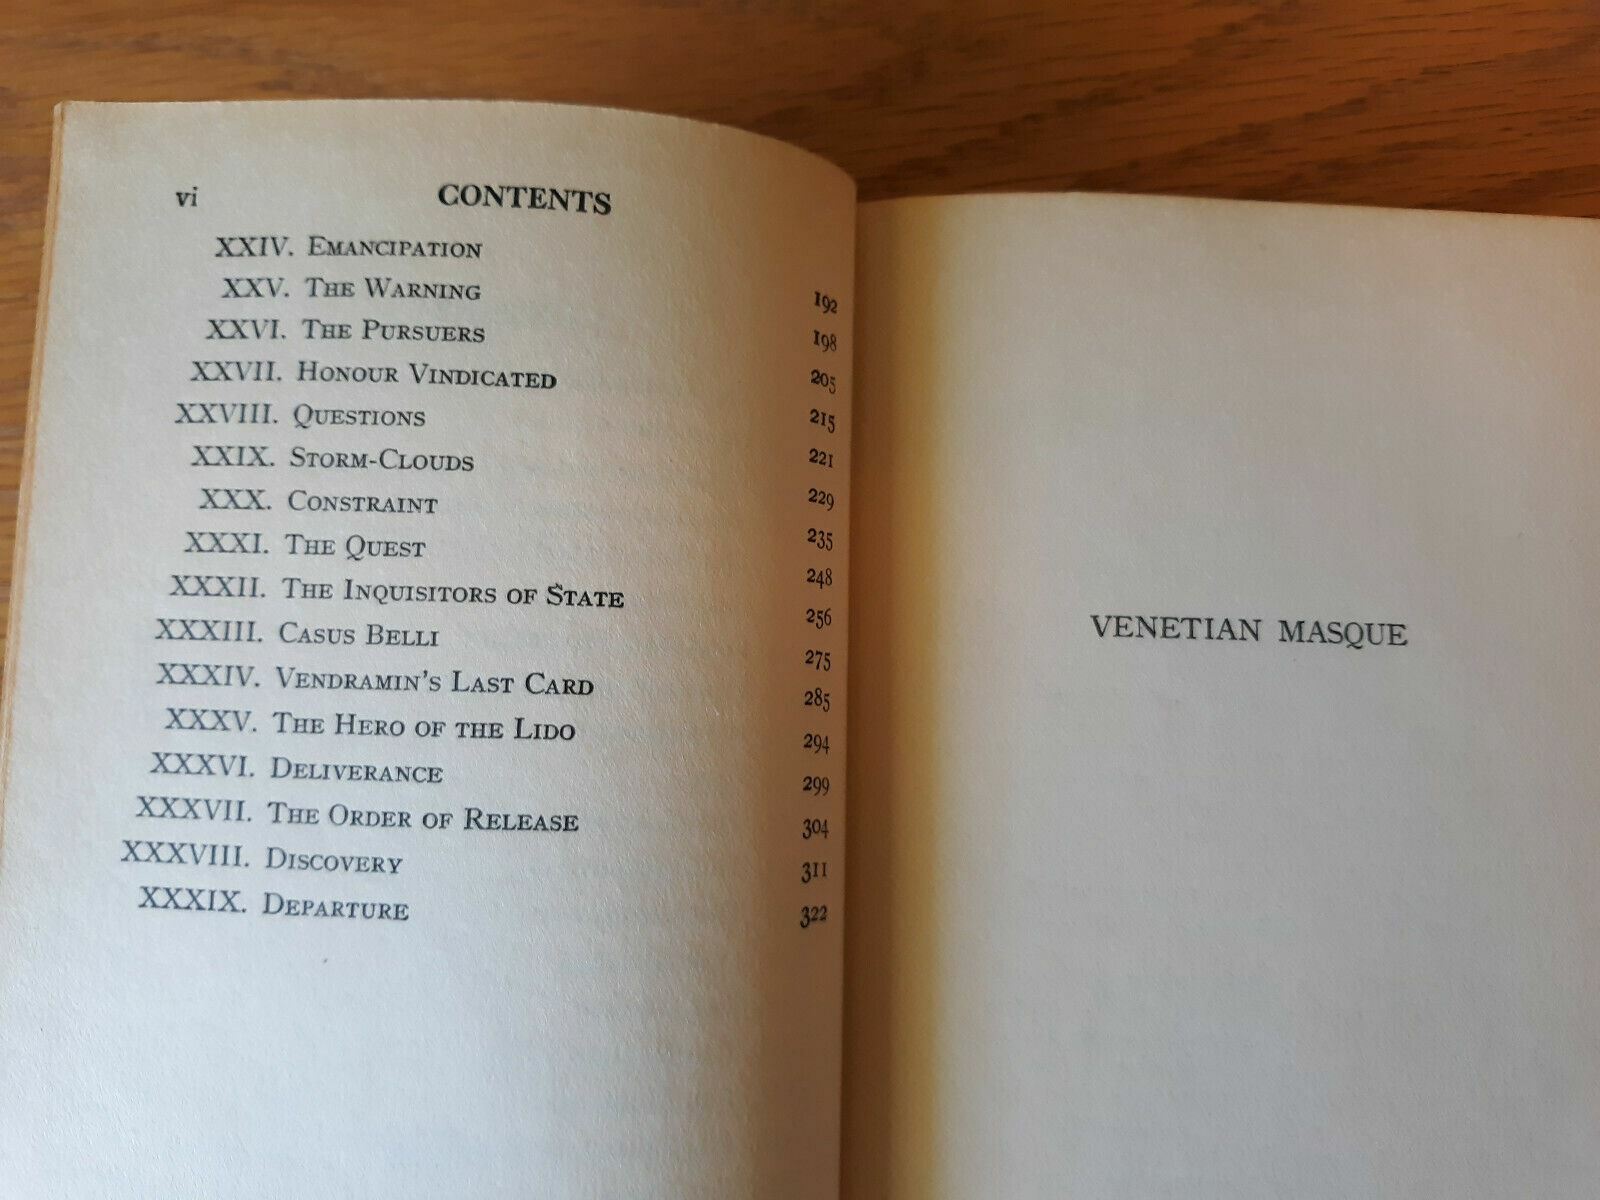 vi CONTENTS
XXIV. EMANCIPATION 192
XXV. THE WARNING 198
XXVI. THE PURSUERS 205
XXVII. HONOUR VINDICATED 215
XXVIII. QUESTIONS 221
XXIX. STORM-CLOUDS 229
XXX. CONSTRAINT 235
XXXI. THE QUEST 248
XXXII. THE INQUISITORS OF STATE 256
XXXIII. CASUS BELLI 275
XXXIV. VENDRAMIN'S LAST CARD 285
XXXV. THE HERO OF THE LIDO 294
XXXVI. DELIVERANCE 299
XXXVII. THE ORDER OF RELEASE 304
XXXVIII. DISCOVERY 311
XXXIX. DEPARTURE 322
VENETIAN MASQUE